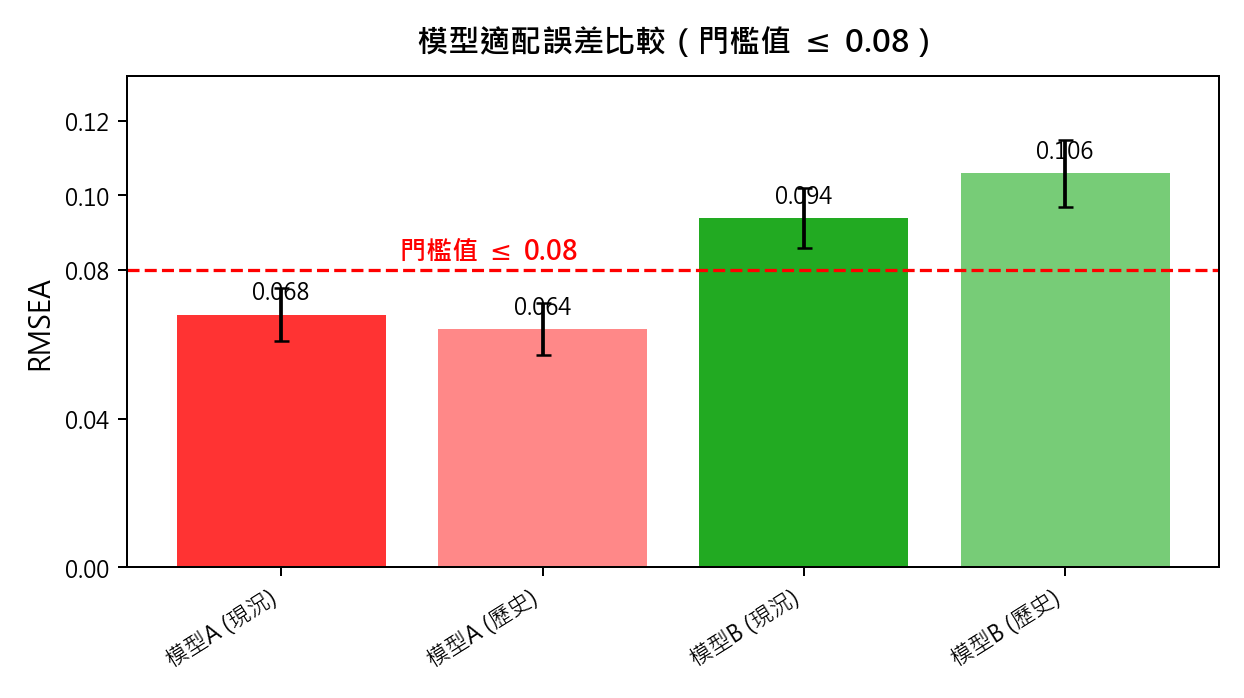 模型適配誤差比較 ( 門檻值 ≤ 0.08 )
RMSEA
0.12
0.10
0.08
0.04
0.00
門檻值 ≤ 0.08
0.068
0.064
0.094
0.106
模型A (現況)
模型A (歷史)
模型B (現況)
模型B (歷史)